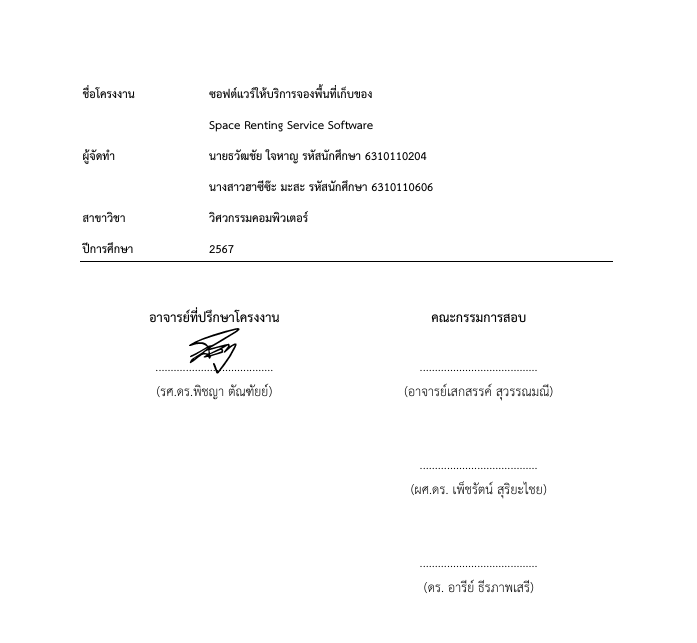 ชื่อโครงงาน ซอฟต์แวร์ให้บริการจองพื้นที่เก็บของ
Space Renting Service Software
ผู้จัดทำ นายธวัฒชัย ใจหาญ รหัสนักศึกษา 6310110204
นางสาวฮาซีซ๊ะ มะสะ รหัสนักศึกษา 6310110606
สาขาวิชา วิศวกรรมคอมพิวเตอร์
ปีการศึกษา 2567
อาจารย์ที่ปรึกษาโครงงาน คณะกรรมการสอบ
....................................... .......................................
(รศ.ดร.พิชญา ตัณฑัยย์) (อาจารย์เสกสรรค์ สุวรรณมณี)
.......................................
(ผศ.ดร. เพ็ชรัตน์ สุริยะไชย)
.......................................
(ดร. อารีย์ ธีรภาพเสรี)